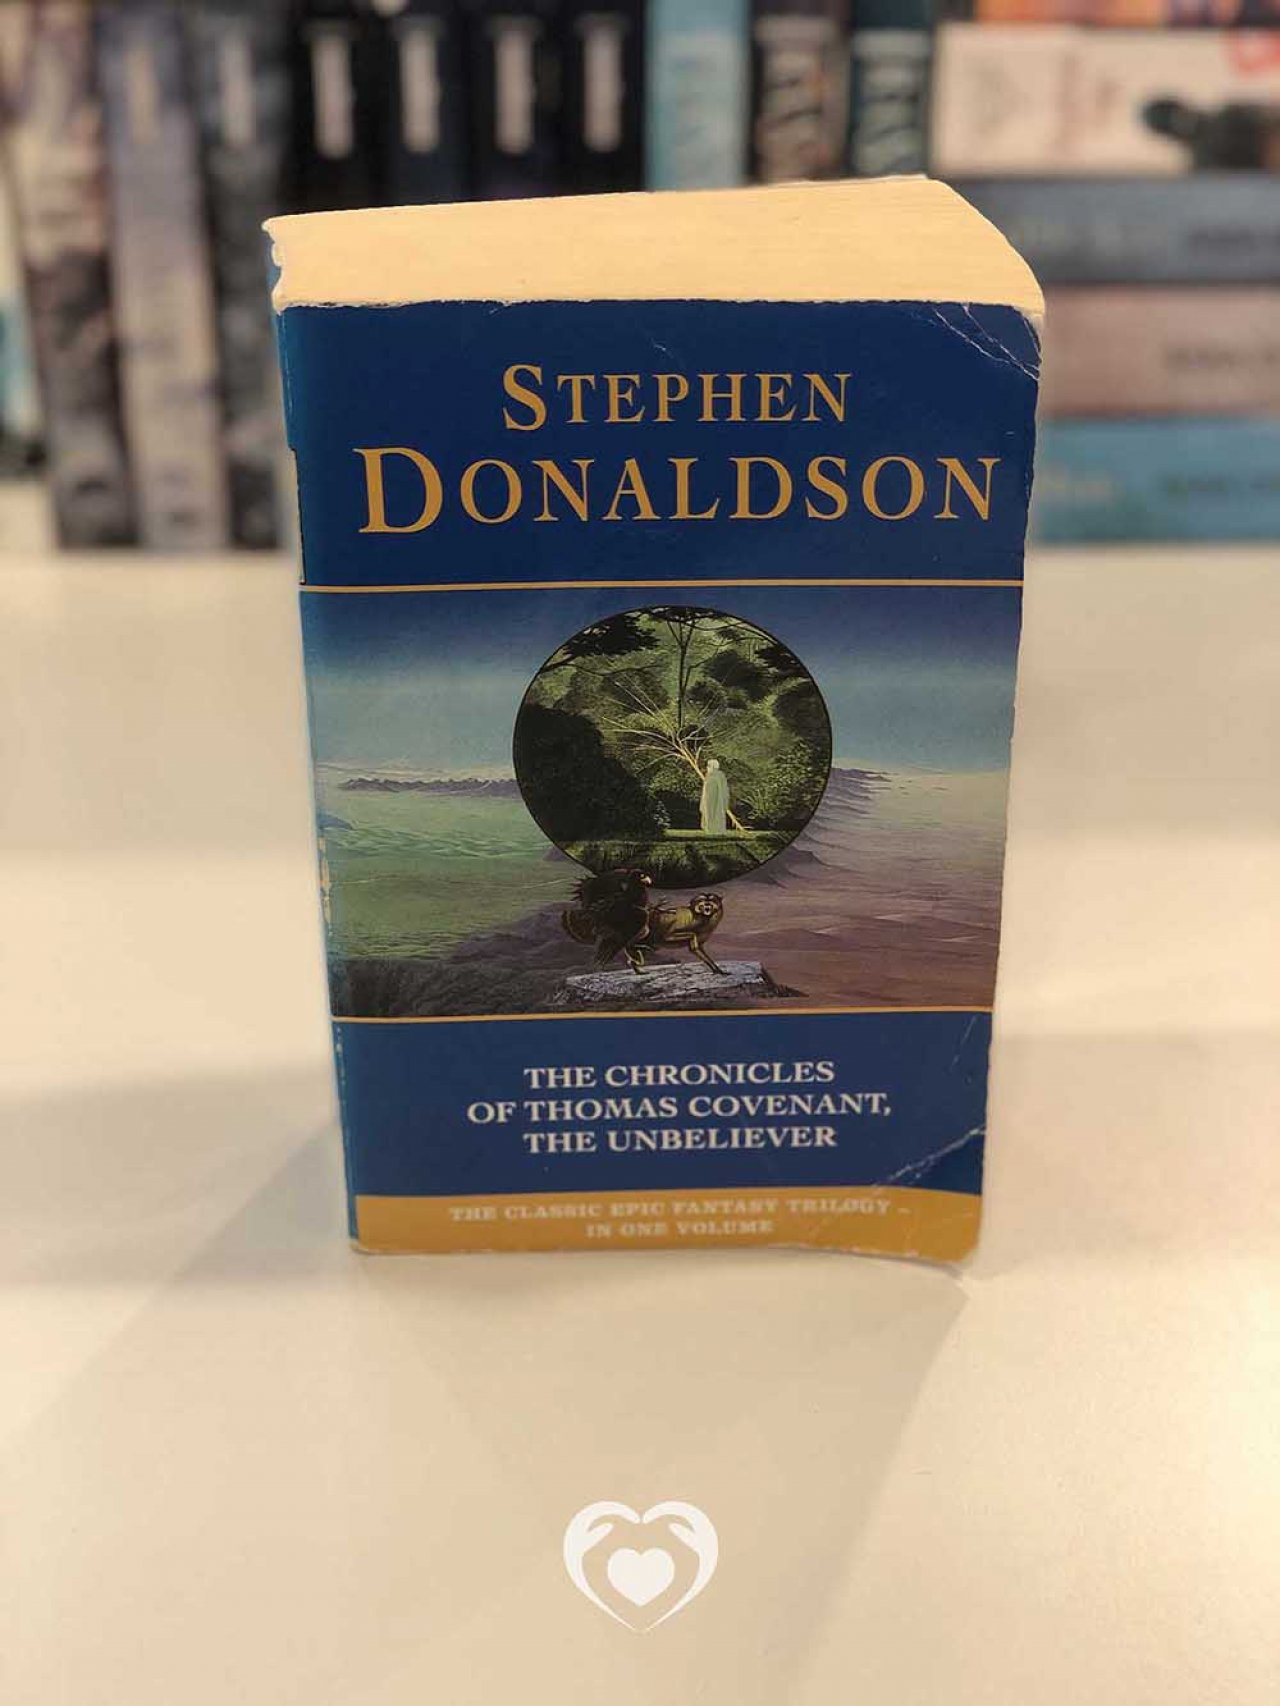 STEPHEN
DONALDSON
THE CHRONICLES
OF THOMAS COVENANT,
THE UNBELIEVER
THE CLASSIC EPIC FANTASY TRILOGY –
IN ONE VOLUME